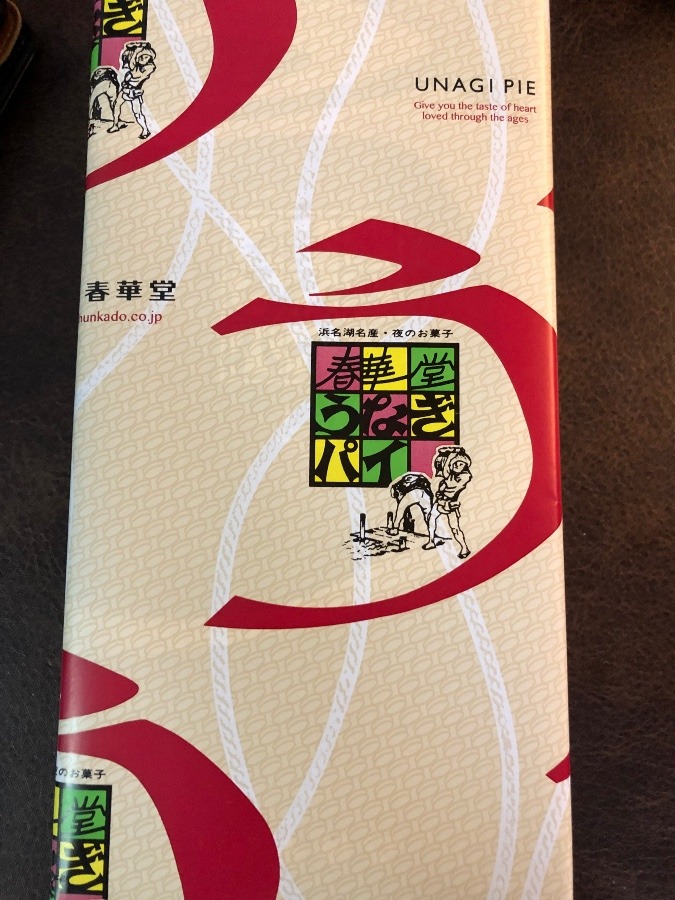 ぎ
UNAGI PIE
Give you the taste of heart
loved through the ages
う
春華堂
hunkado.co.jp
浜名湖名産・夜のお菓子
春華堂
うなぎ
パイ
のお菓子
堂
ぎ